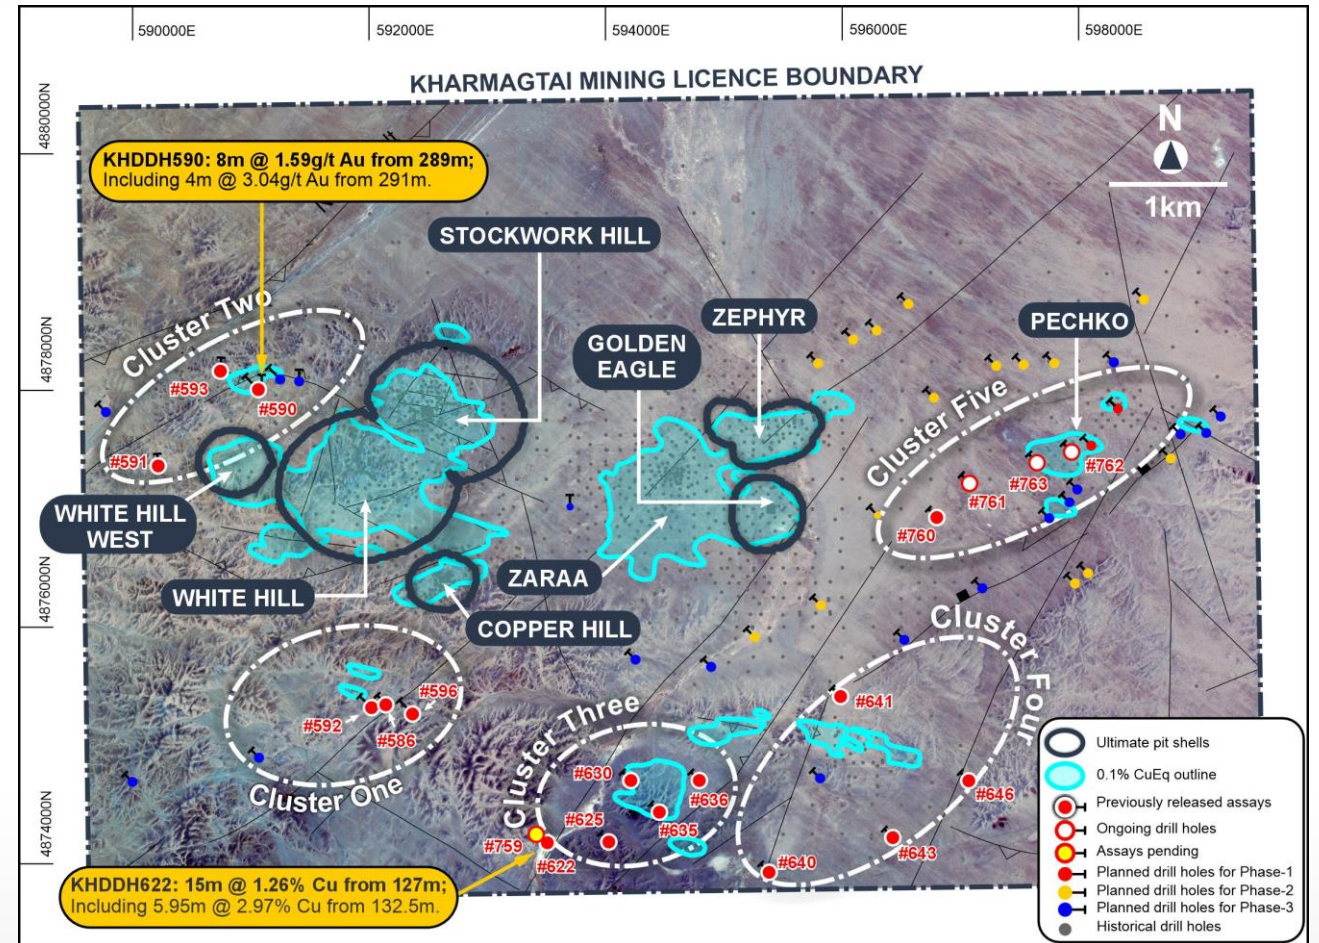 590000E
592000E
594000E
596000E
598000E
KHARMAGTAI MINING LICENCE BOUNDARY
4880000N
4878000N
4876000N
4874000N
N
1km
KHDDH590: 8m @ 1.59g/t Au from 289m;
Including 4m @ 3.04g/t Au from 291m.
STOCKWORK HILL
Cluster Two
ZEPHYR
PECHKO
GOLDEN
EAGLE
#593
#590
#591
Cluster Five
#762
#763
#761
#760
WHITE HILL
WEST
WHITE HILL
ZARAA
COPPER HILL
Cluster Four
#596
#592
#586
Cluster One
#641
Cluster Three
#630
#636
#625
#635
#646
#759
#622
#643
#640
KHDDH622: 15m @ 1.26% Cu from 127m;
Including 5.95m @ 2.97% Cu from 132.5m.
Ultimate pit shells
0.1% CuEq outline
Previously released assays
Ongoing drill holes
Assays pending
Planned drill holes for Phase-1
Planned drill holes for Phase-2
Planned drill holes for Phase-3
Historical drill holes